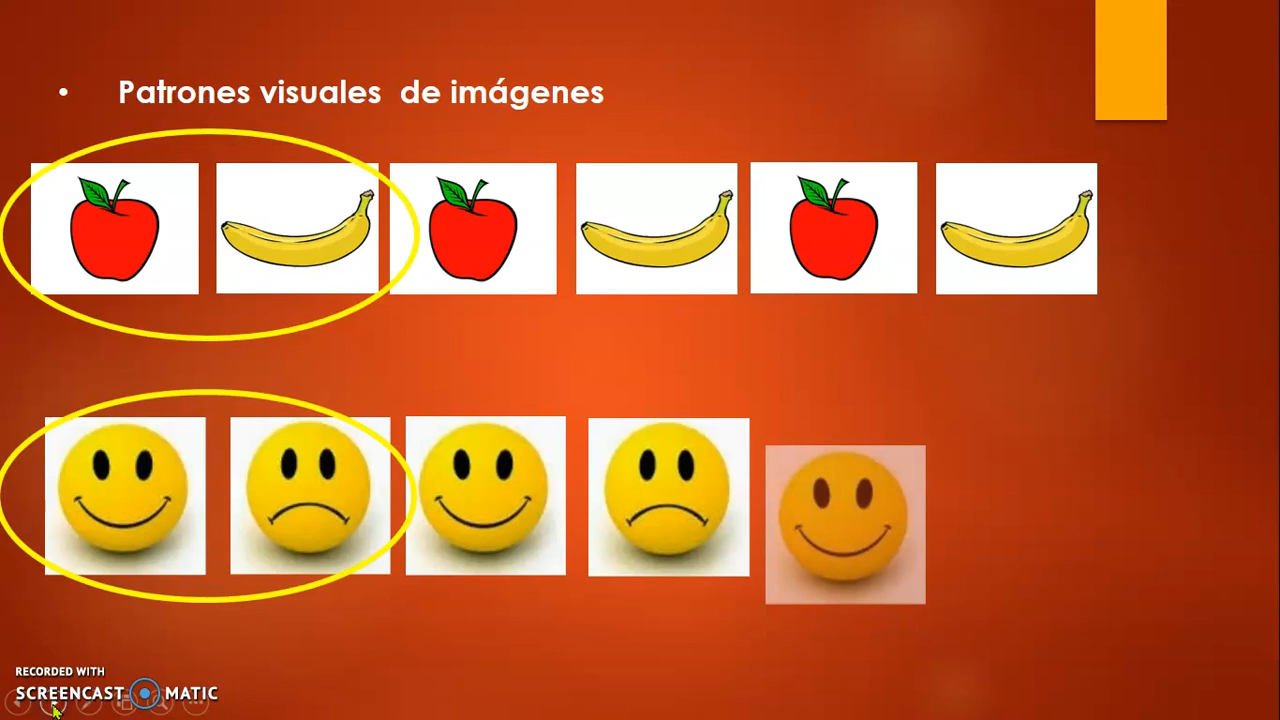 • Patrones visuales de imágenes
RECORDED WITH
SCREENCAST MATIC